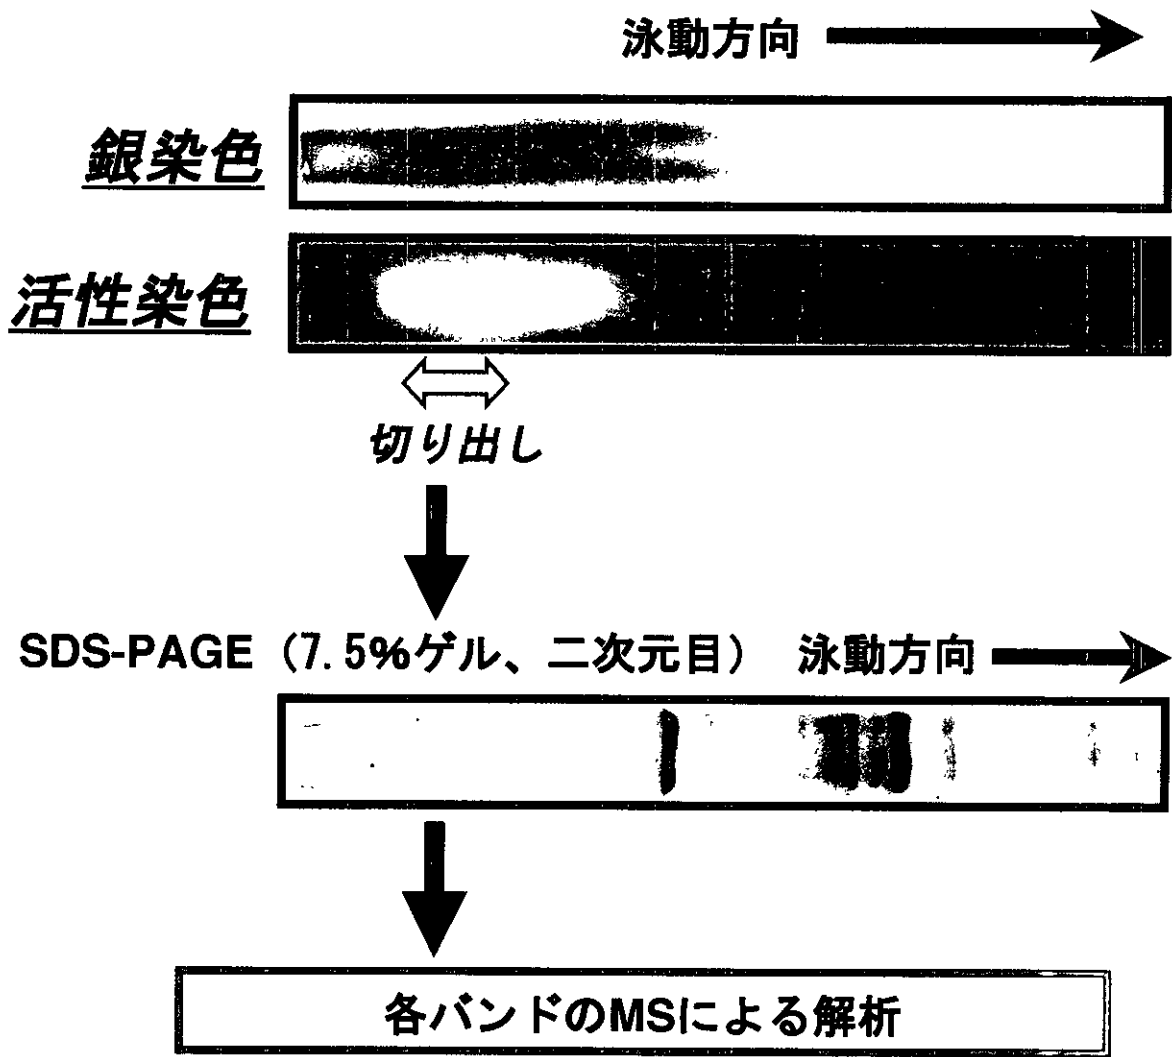 泳動方向
銀染色
活性染色
切り出し
SDS-PAGE（7.5%ゲル、二次元目） 泳動方向
各バンドのMSによる解析